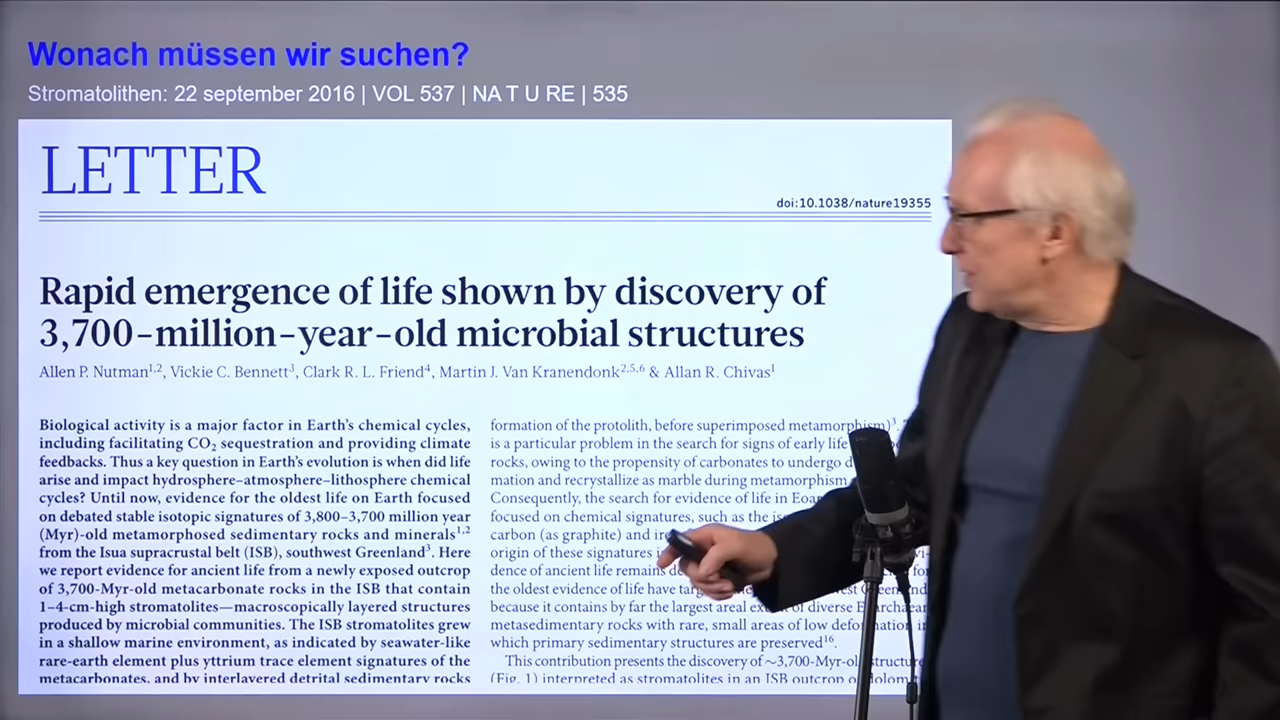 Wonach müssen wir suchen?
Stromatolithen: 22 september 2016 | VOL 537 | NA T U RE | 535
LETTER
doi:10.1038/nature19355
Rapid emergence of life shown by discovery of
3,700-million-year-old microbial structures
Allen P. Nutman1,2, Vickie C. Bennett3, Clark R. L. Friend4, Martin J. Van Kranendonk2,5,6 & Allan R. Chivas1
Biological activity is a major factor in Earth's chemical cycles,
including facilitating CO2 sequestration and providing climate
feedbacks. Thus a key question in Earth's evolution is when did life
arise and impact hydrosphere–atmosphere–lithosphere chemical
cycles? Until now, evidence for the oldest life on Earth focused
on debated stable isotopic signatures of 3,800–3,700 million year
(Myr)-old metamorphosed sedimentary rocks and minerals1,2
from the Isua supracrustal belt (ISB), southwest Greenland3. Here
we report evidence for ancient life from a newly exposed outcrop
of 3,700-Myr-old metacarbonate rocks in the ISB that contain
1–4-cm-high stromatolites—macroscopically layered structures
produced by microbial communities. The ISB stromatolites grew
in a shallow marine environment, as indicated by seawater-like
rare-earth element plus yttrium trace element signatures of the
metacarbonates, and by interlayered detrital sedimentary rocks
formation of the protolith, before superimposed metamorphism)3.
is a particular problem in the search for signs of early life
rocks, owing to the propensity of carbonates to undergo
mation and recrystallize as marble during metamorphism
Consequently, the search for evidence of life in
focused on chemical signatures, such as the
carbon (as graphite) and
origin of these signatures
dence of ancient life remains
the oldest evidence of life have
because it contains by far the largest areal of diverse
metasedimentary rocks with rare, small areas of low
which primary sedimentary structures are preserved16.
This contribution presents the discovery of ~3,700-Myr-old structure
(Fig. 1) interpreted as stromatolites in an ISB outcrop of